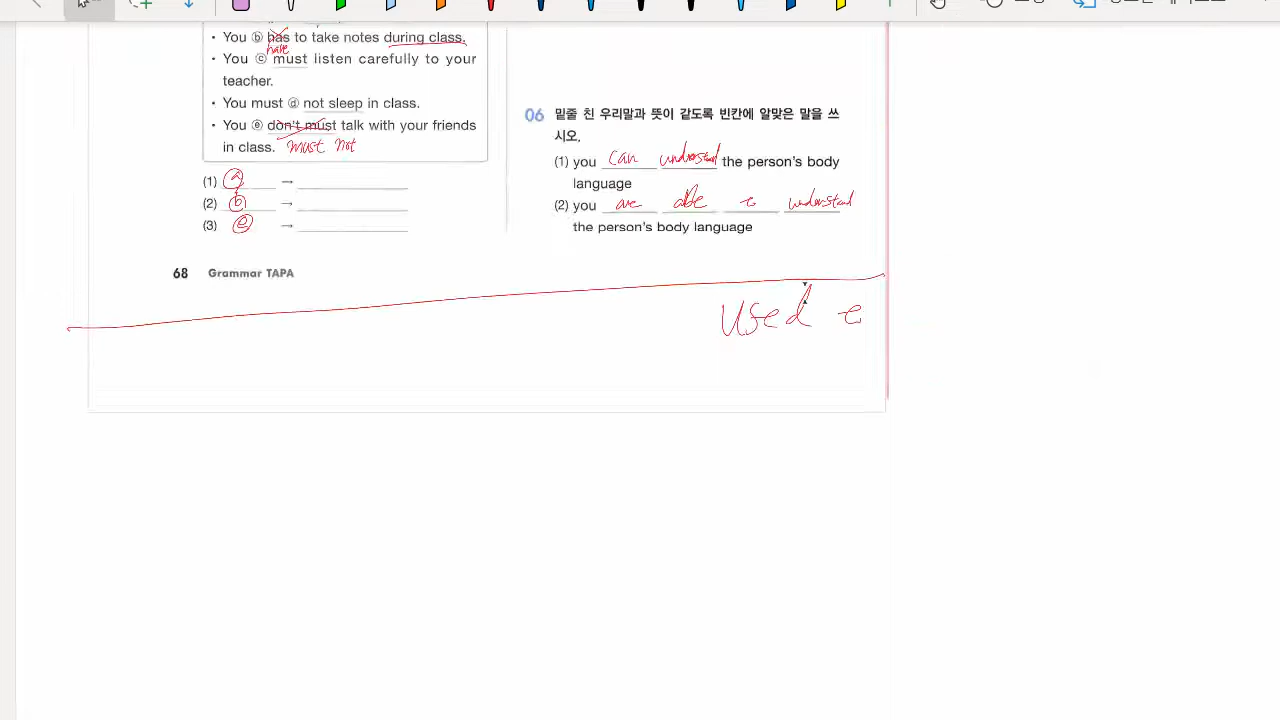 • You ⓑ has to take notes during class.
have
• You ⓒ must listen carefully to your
teacher.
• You must ⓓ not sleep in class.
• You ⓔ don't must talk with your friends
in class. must not
(1) ⓐ →
(2) ⓑ →
(3) ⓔ →
68 Grammar TAPA
06 밑줄 친 우리말과 뜻이 같도록 빈칸에 알맞은 말을 쓰
시오.
(1) you can understand the person's body
language
(2) you are able to understand
the person's body language
used to